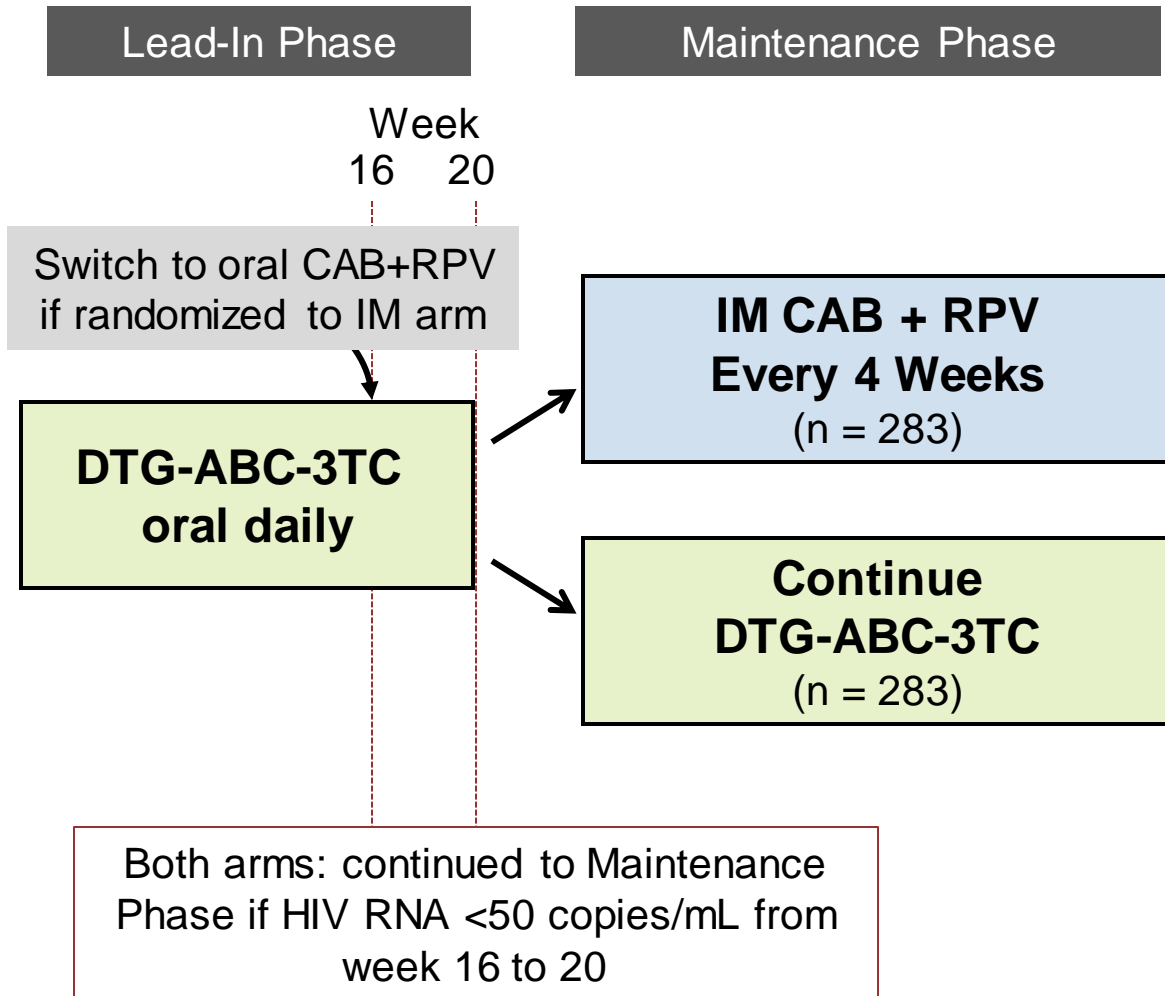 Lead-In Phase
Maintenance Phase
Week
16 20
Switch to oral CAB+RPV
if randomized to IM arm
DTG-ABC-3TC
oral daily
IM CAB + RPV
Every 4 Weeks
(n = 283)
Continue
DTG-ABC-3TC
(n = 283)
Both arms: continued to Maintenance
Phase if HIV RNA <50 copies/mL from
week 16 to 20